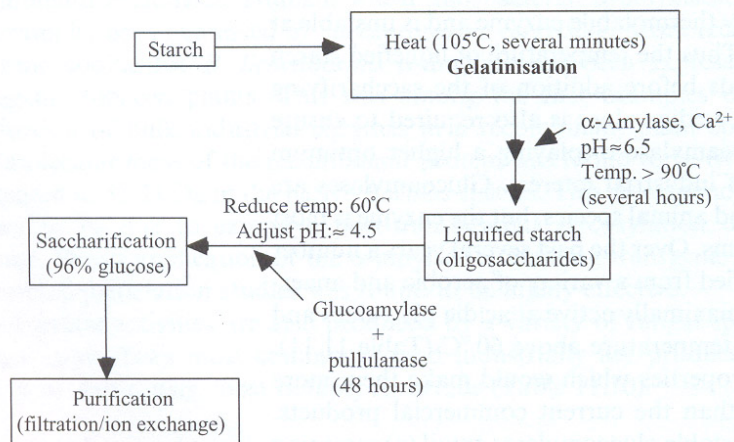 Starch
Heat (105°C, several minutes)
Gelatinisation
α-Amylase, Ca2+
pH≈6.5
Temp. > 90°C
(several hours)
Liquified starch
(oligosaccharides)
Reduce temp: 60°C
Adjust pH:≈ 4.5
Saccharification
(96% glucose)
Glucoamylase
+
pullulanase
(48 hours)
Purification
(filtration/ion exchange)